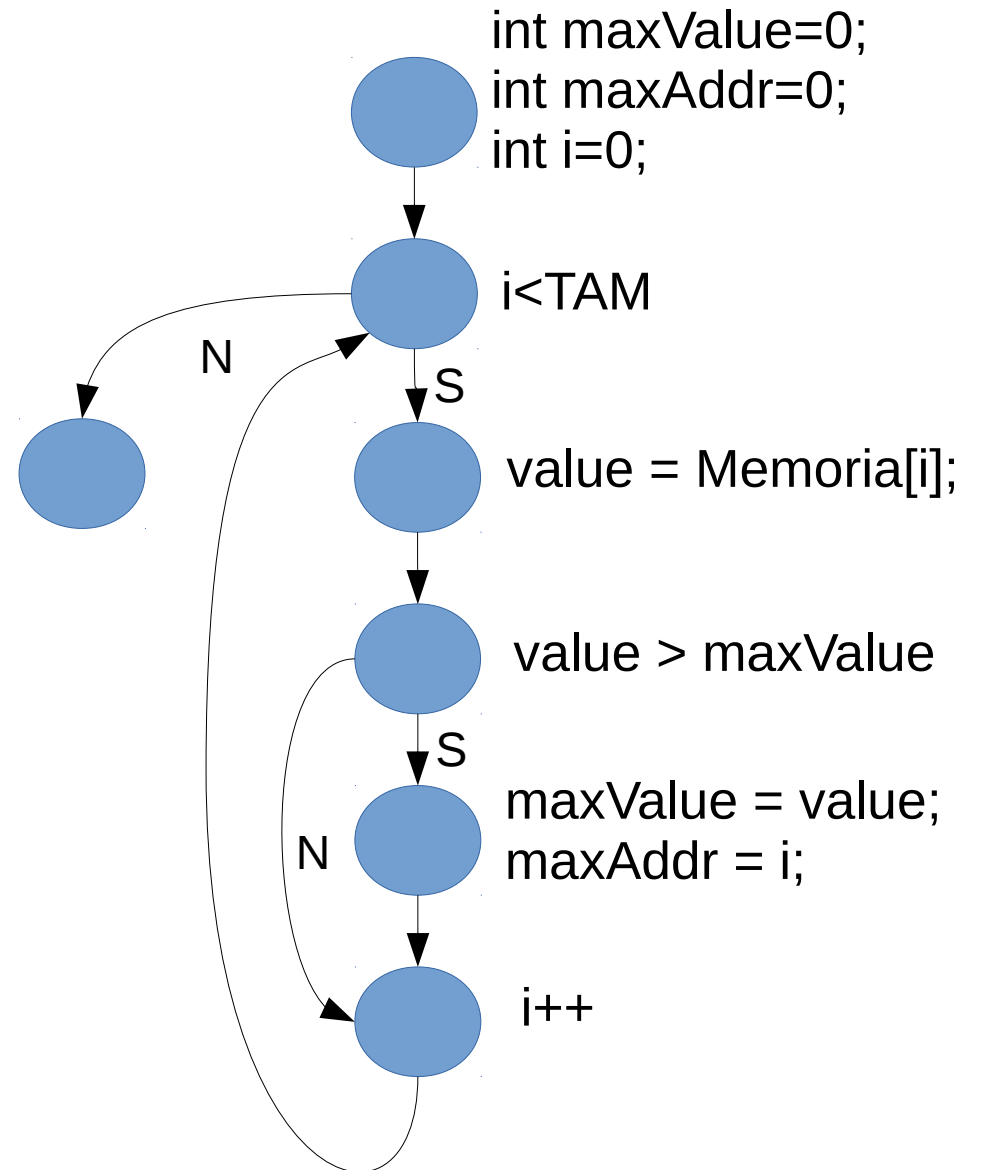 int maxValue=0;
int maxAddr=0;
int i=0;
i<TAM
N
S
value = Memoria[i];
value > maxValue
S
maxValue = value;
N
maxAddr = i;
i++